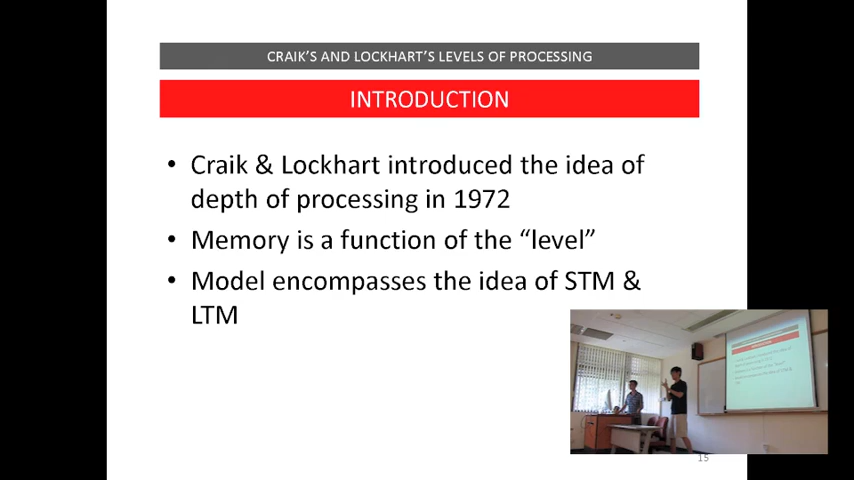 CRAIK'S AND LOCKHART'S LEVELS OF PROCESSING
INTRODUCTION
• Craik & Lockhart introduced the idea of
depth of processing in 1972
• Memory is a function of the “level”
• Model encompasses the idea of STM &
LTM
15